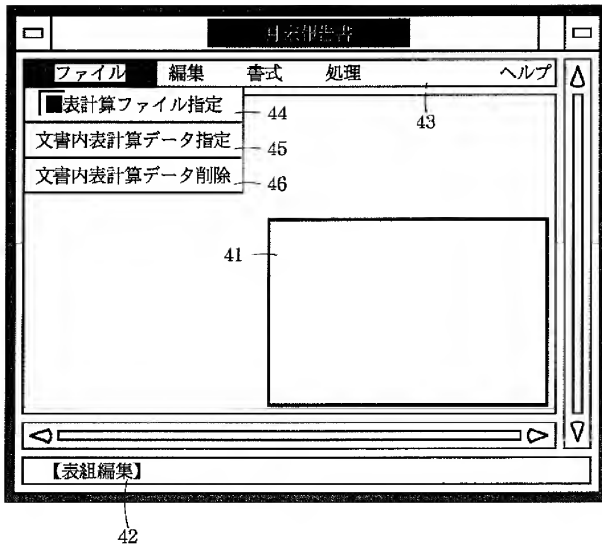 ファイル 編集 書式 処理 ヘルプ
表計算ファイル指定 44 43
文書内表計算データ指定 45
文書内表計算データ削除 46
41
【表組編集】
42